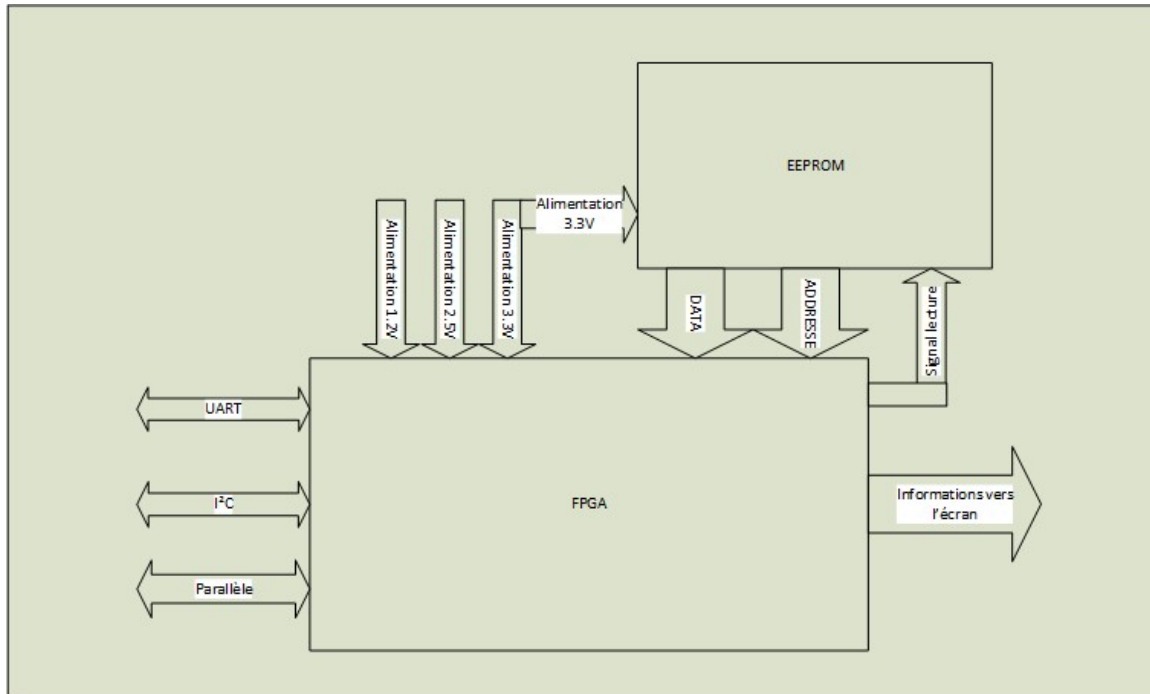 EEPROM
Alimentation
3.3V
Alimentation 1.2V
Alimentation 2.5V
Alimentation 3.3V
DATA
ADDRESSE
Signal lecture
UART
I²C
Parallèle
FPGA
Informations vers
l'écran